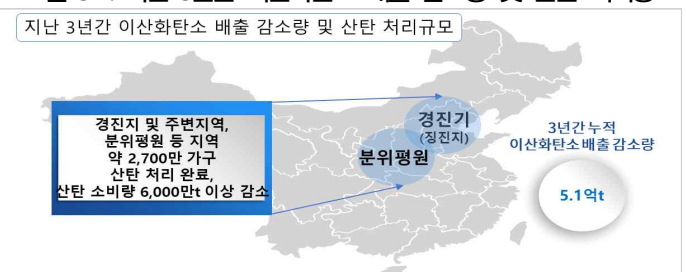 지난 3년간 이산화탄소 배출 감소량 및 산탄 처리규모
경진지 및 주변지역,
분위평원 등 지역
약 2,700만 가구
산탄 처리 완료,
산탄 소비량 6,000만t 이상 감소
경진기
(징진지)
분위평원
3년간 누적
이산화탄소 배출 감소량
5.1억t